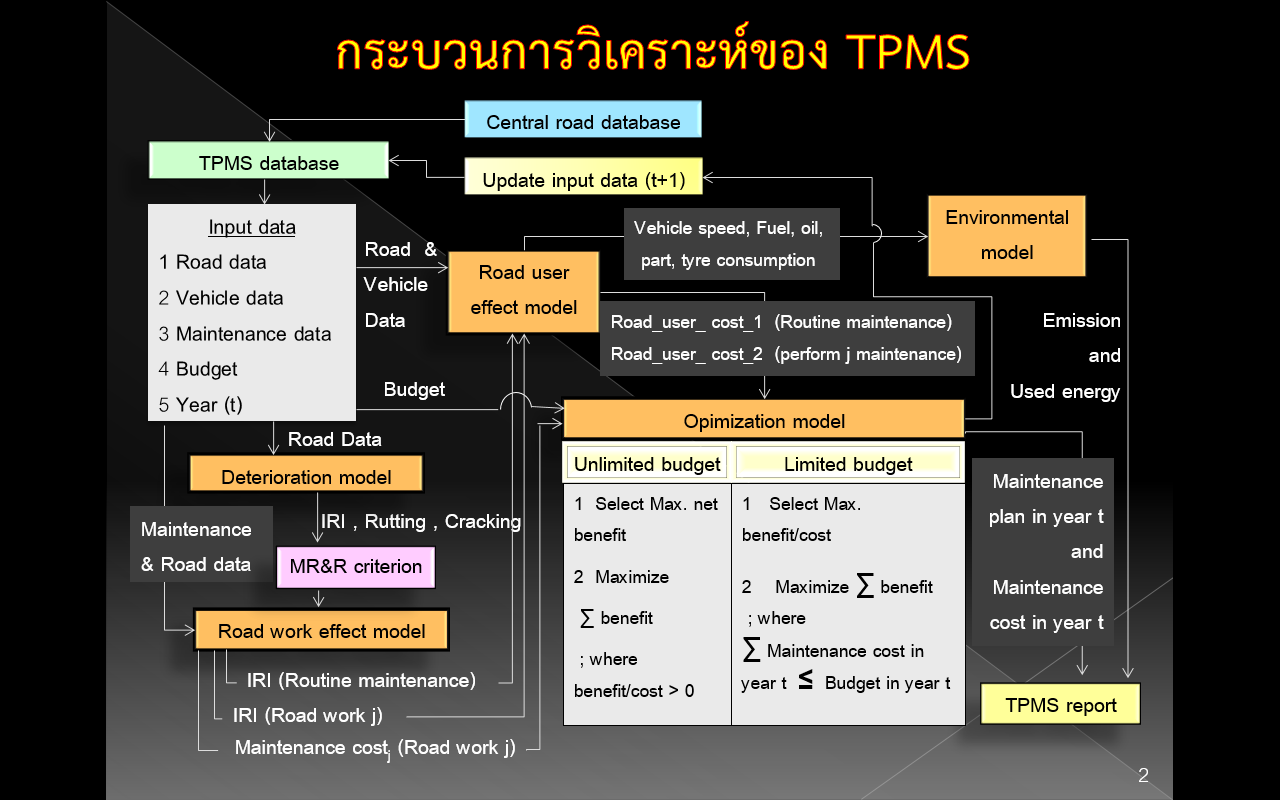 กระบวนการวิเคราะห์ของ TPMS
Central road database
TPMS database
Update input data (t+1)
Input data
1 Road data
2 Vehicle data
3 Maintenance data
4 Budget
5 Year (t)
Road &
Vehicle
Data
Road user
effect model
Vehicle speed, Fuel, oil,
part, tyre consumption
Environmental
model
Road_user_ cost_1 (Routine maintenance)
Road_user_ cost_2 (perform j maintenance)
Emission
and
Used energy
Budget
Opimization model
Road Data
Deterioration model
IRI , Rutting , Cracking
Maintenance
& Road data
MR&R criterion
Road work effect model
IRI (Routine maintenance)
IRI (Road work j)
Maintenance costj (Road work j)
Unlimited budget
1 Select Max. net
benefit
2 Maximize
∑ benefit
; where
benefit/cost > 0
Limited budget
1 Select Max.
benefit/cost
2 Maximize ∑ benefit
; where
∑ Maintenance cost in
year t ≤ Budget in year t
Maintenance
plan in year t
and
Maintenance
cost in year t
TPMS report
2